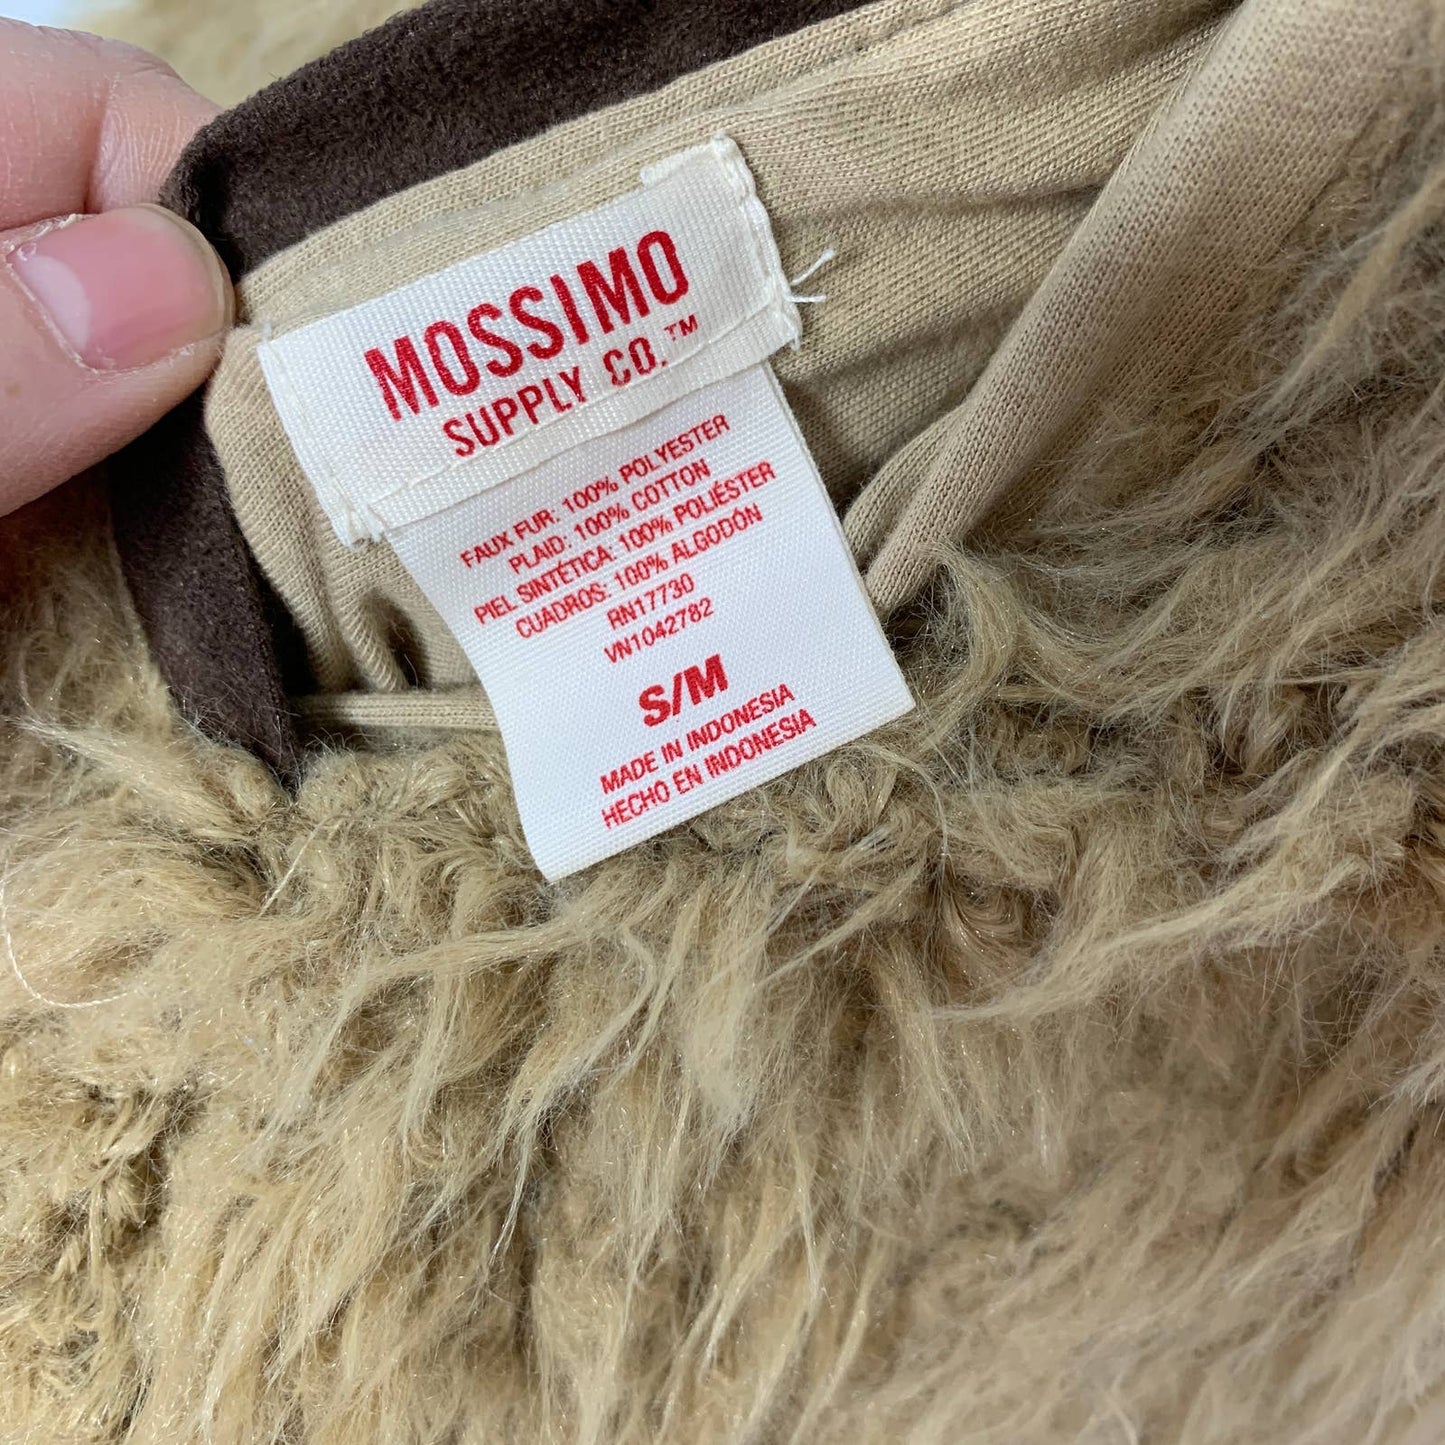 MOSSIMO
SUPPLY CO.™
FAUX FUR: 100% POLYESTER
PLAID: 100% COTTON
PIEL SINTÉTICA: 100% POLIÉSTER
CUADROS: 100% ALGODÓN
RN17730
VN1042782
S/M
MADE IN INDONESIA
HECHO EN INDONESIA